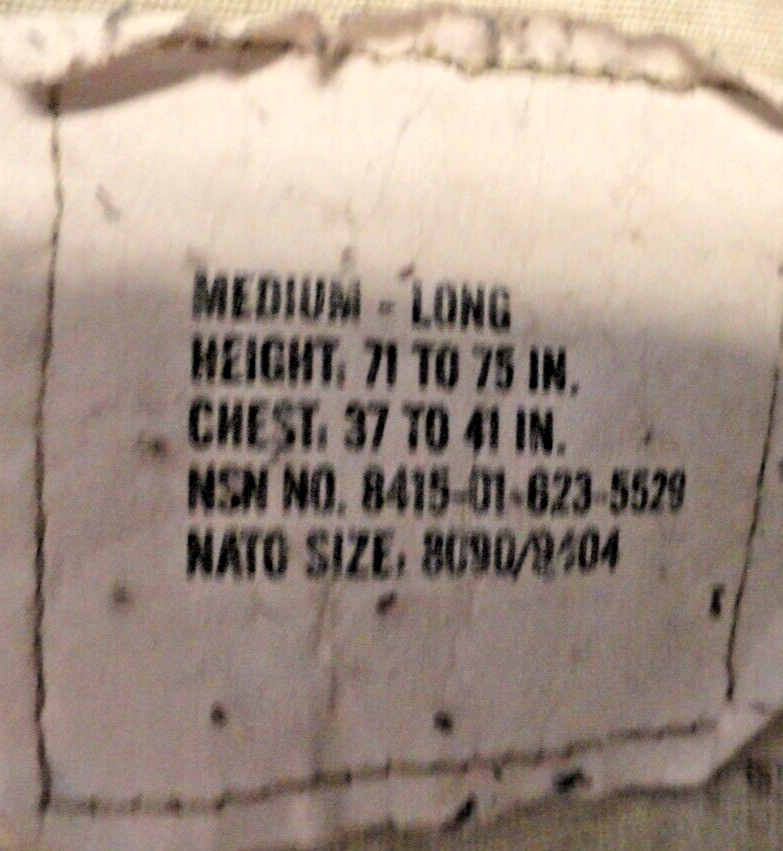 MEDIUM - LONG
HEIGHT: 71 TO 75 IN.
CHEST: 37 TO 41 IN.
NSN NO. 8415-01-623-5529
NATO SIZE: